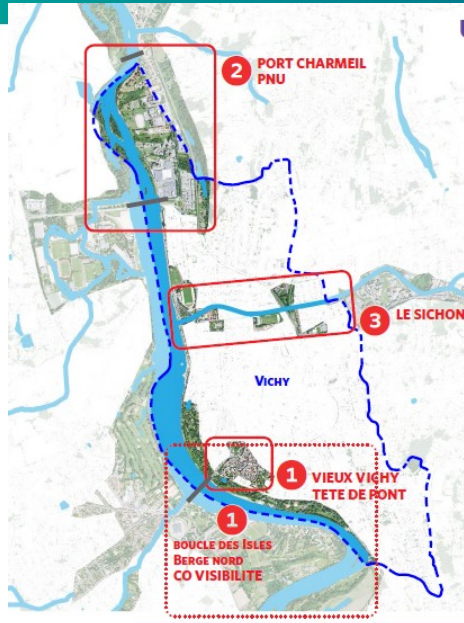 2 PORT CHARMEIL
PNU
3 LE SICHON
VICHY
1 VIEUX VICHY
TETE DE PONT
1
BOUCLE DES ISLES
BERGE NORD
CO VISIBILITE